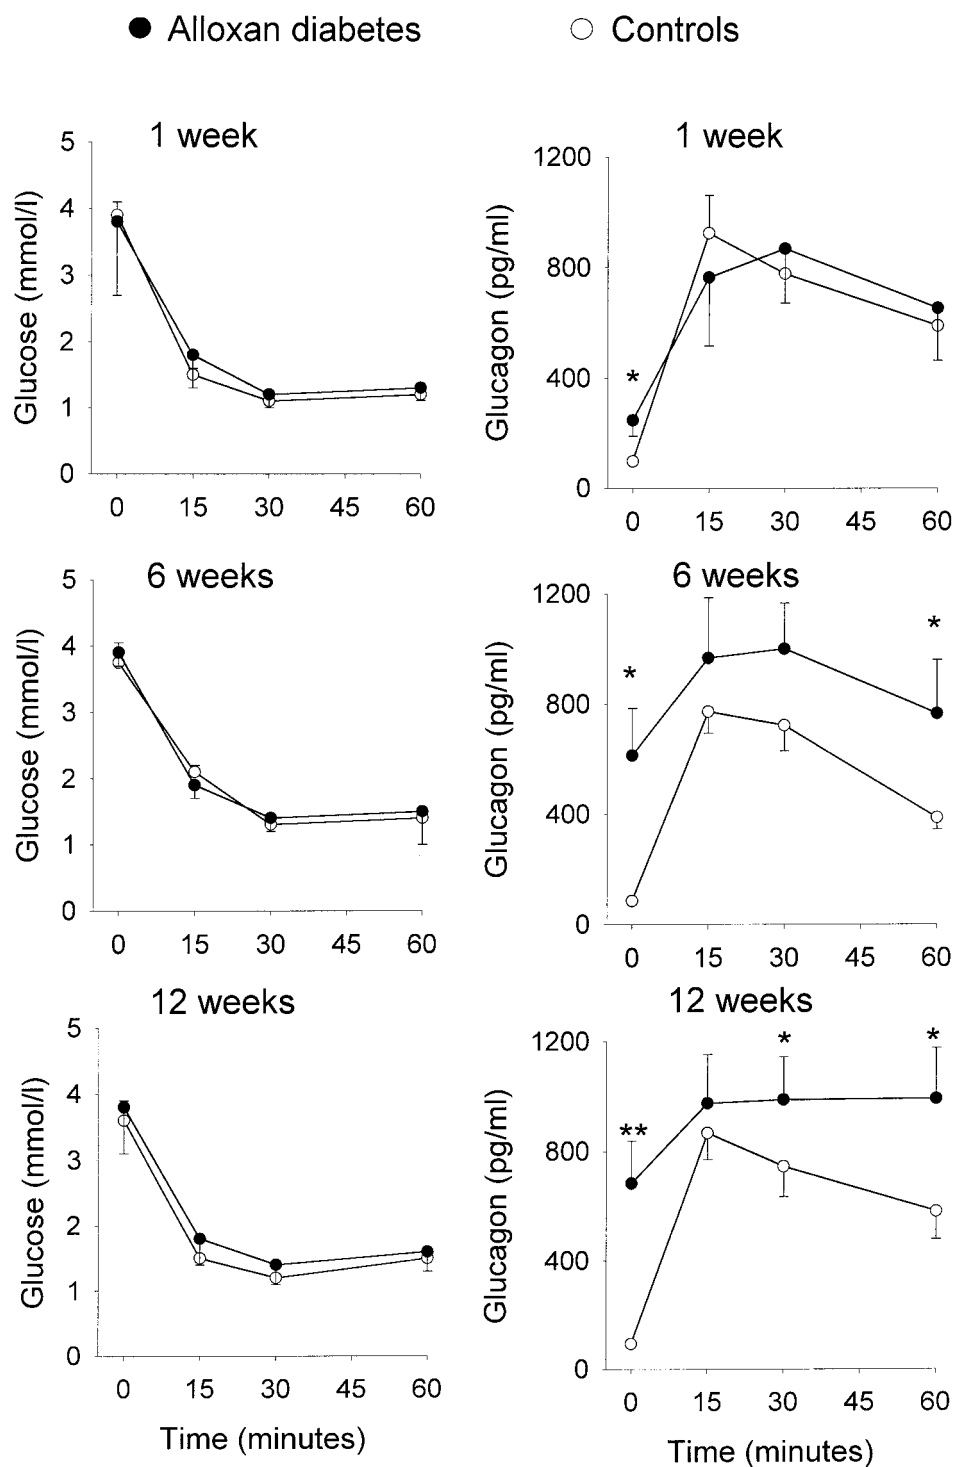 Alloxan diabetes
Controls
1 week
Glucose (mmol/l)
5
4
3
2
1
0
0 15 30 45 60
1 week
Glucagon (pg/ml)
1200
800
400
0
*
0 15 30 45 60
6 weeks
Glucose (mmol/l)
5
4
3
2
1
0
0 15 30 45 60
6 weeks
Glucagon (pg/ml)
1200
800
400
0
*
*
0 15 30 45 60
12 weeks
Glucose (mmol/l)
5
4
3
2
1
0
0 15 30 45 60
Time (minutes)
12 weeks
Glucagon (pg/ml)
1200
800
400
0
**
*
*
0 15 30 45 60
Time (minutes)